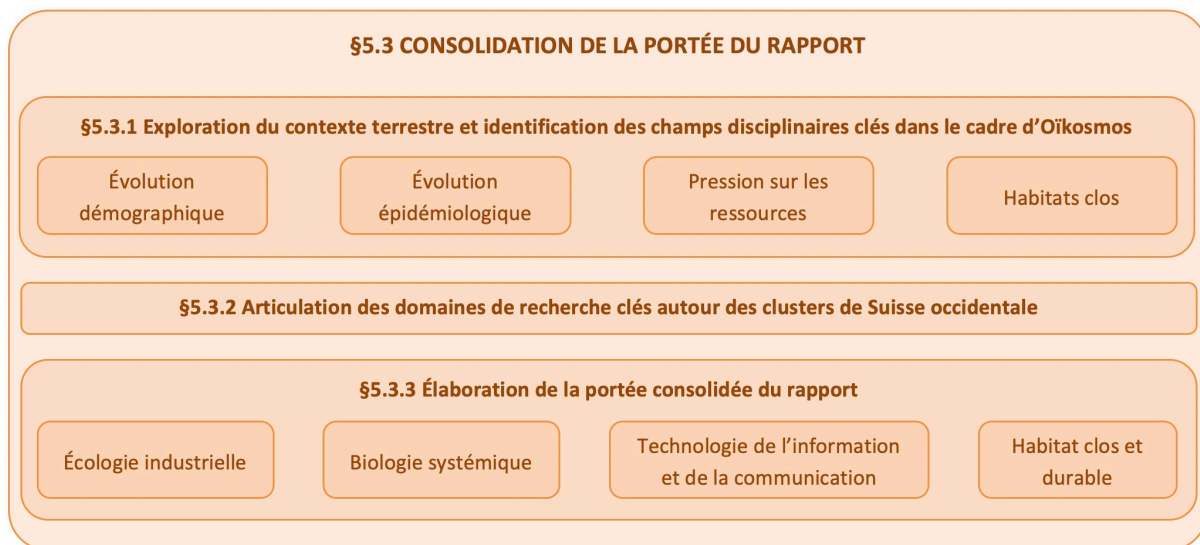 §5.3 CONSOLIDATION DE LA PORTÉE DU RAPPORT
§5.3.1 Exploration du contexte terrestre et identification des champs disciplinaires clés dans le cadre d’Oïkosmos
Évolution
démographique
Évolution
épidémiologique
Pression sur les
ressources
Habitats clos
§5.3.2 Articulation des domaines de recherche clés autour des clusters de Suisse occidentale
§5.3.3 Élaboration de la portée consolidée du rapport
Écologie industrielle
Biologie systémique
Technologie de l’information
et de la communication
Habitat clos et
durable